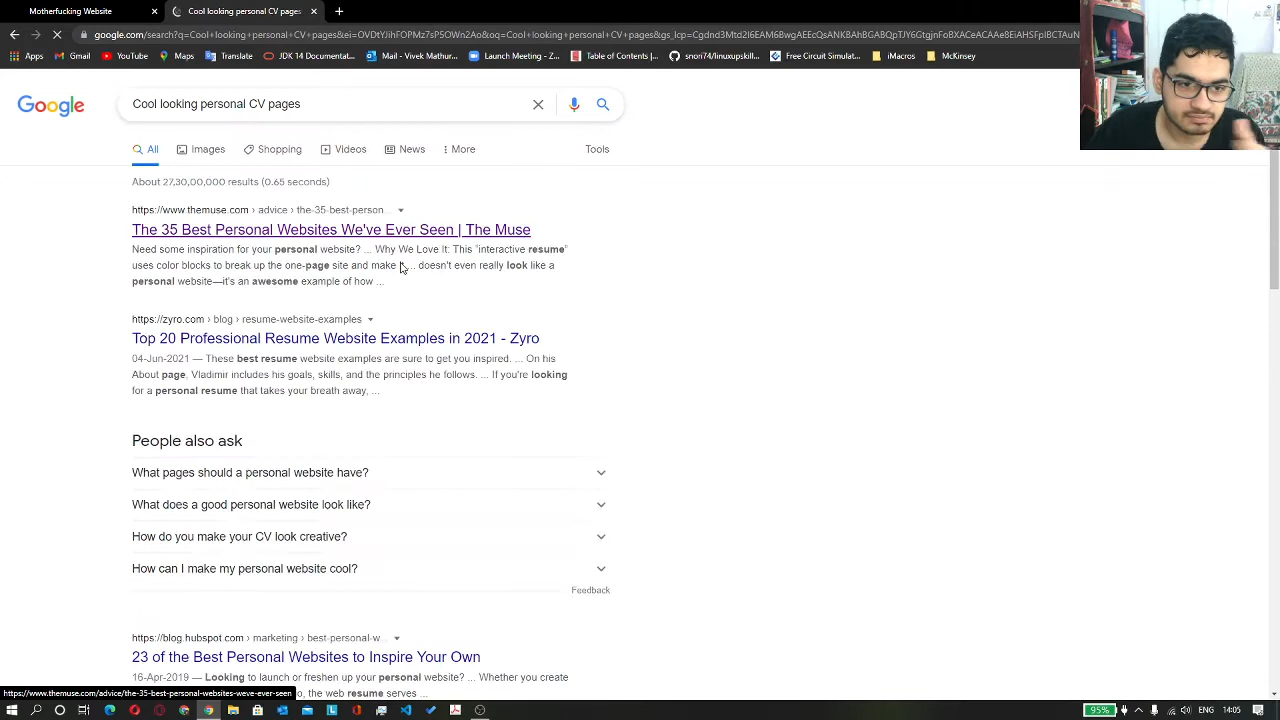 Motherfucking Website
Cool looking personal CV pages
Apps
Gmail
YouTube
Maps
Translate
Mail - Vivek Mathur...
Launch Meeting - Z...
Table of Contents
snori74/linuxupskill...
Free Circuit Simulat...
iMacros
McKinsey
Google
Cool looking personal CV pages
All
Images
Shopping
Videos
News
More
Tools
About 27,30,00,000 results (0.65 seconds)
https://www.themuse.com › advice › the-35-best-person...
The 35 Best Personal Websites We've Ever Seen | The Muse
Need some inspiration for your personal website? ... Why We Love It: This "interactive resume"
uses color blocks to break up the one-page site and make ... doesn't even really look like a
personal website—it's an awesome example of how ...
https://zyro.com › blog › resume-website-examples
Top 20 Professional Resume Website Examples in 2021 - Zyro
04-Jun-2021 — These best resume website examples are sure to get you inspired. ... On his
About page, Vladimir includes his goals, skills, and the principles he follows. ... If you're looking
for a personal resume that takes your breath away, ...
People also ask
What pages should a personal website have?
What does a good personal website look like?
How do you make your CV look creative?
How can I make my personal website cool?
Feedback
https://blog.hubspot.com › marketing › best-personal-w...
23 of the Best Personal Websites to Inspire Your Own
16-Apr-2019 — Looking to launch or freshen up your personal website? ... Whether you create
https://www.themuse.com/advice/the-35-best-personal-websites-weve-ever-seen
o, the web resume serves ...
95%
ENG
14:05